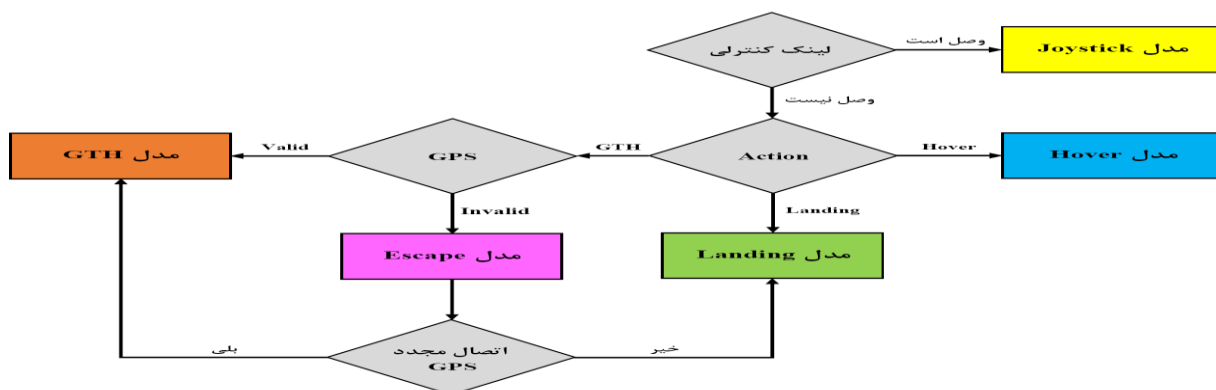 لینک کنترلی
وصل است
مدل Joystick
وصل نیست
Action
Hover
مدل Hover
GTH
GPS
Valid
مدل GTH
Landing
مدل Landing
Invalid
مدل Escape
اتصال مجدد
GPS
بلی
خیر